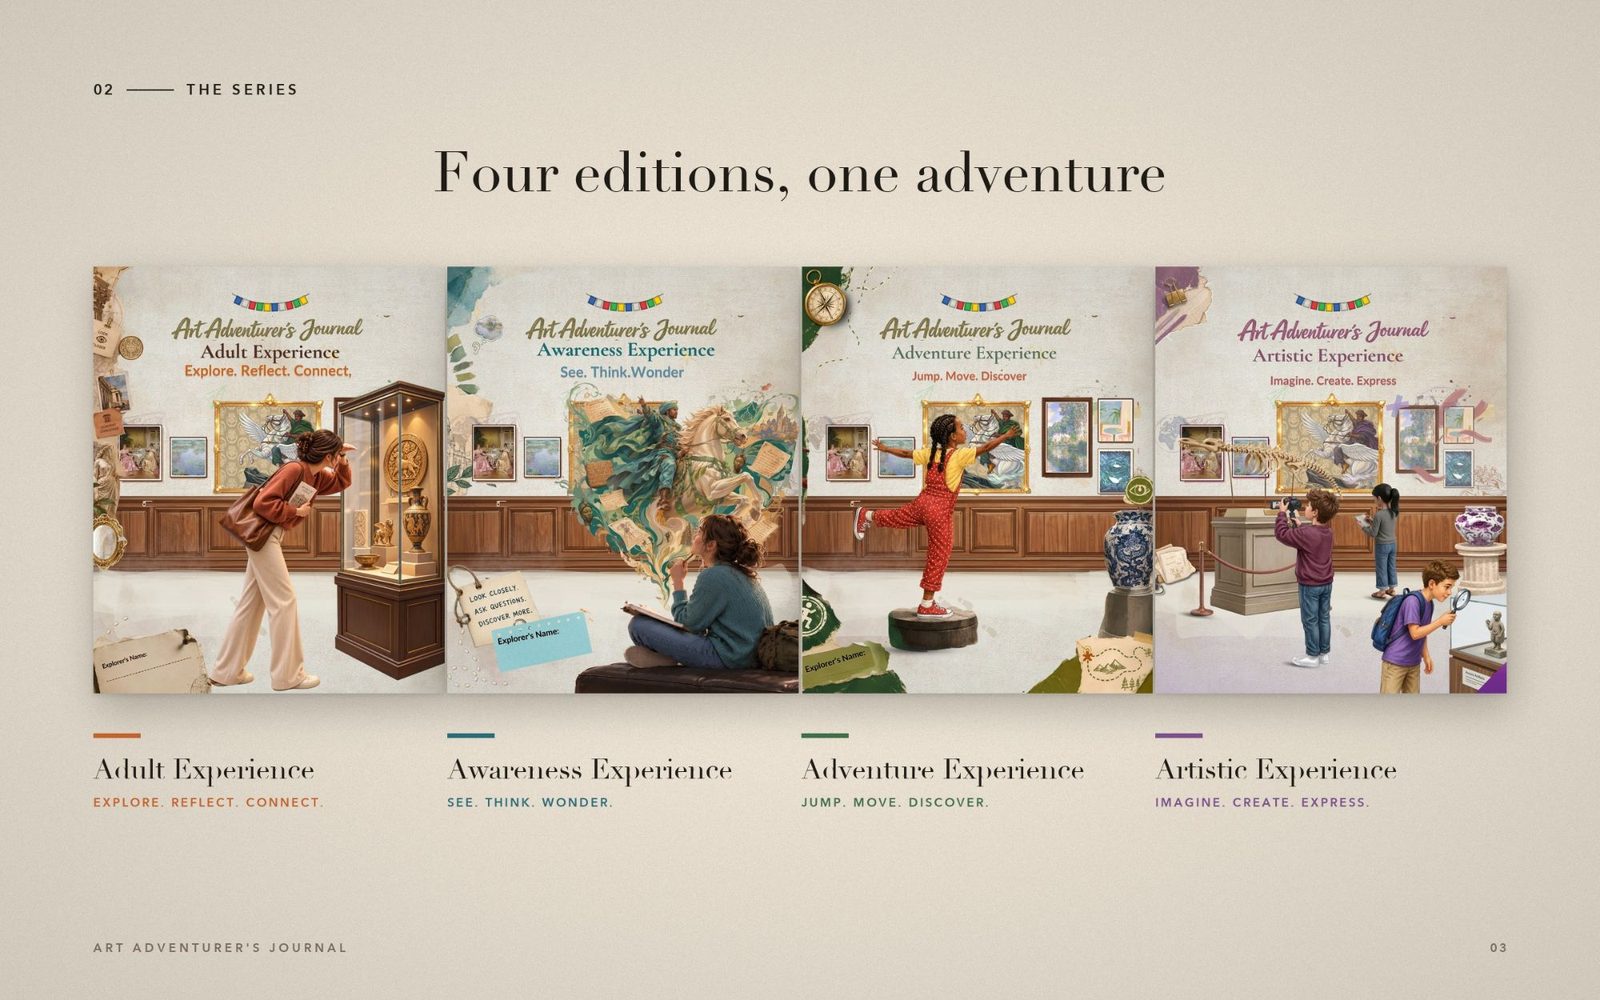 02 THE SERIES
Four editions, one adventure
Art Adventurer's Journal
Adult Experience
Explore. Reflect. Connect,
Explorer's Name:
Art Adventurer's Journal
Awareness Experience
See. Think.Wonder
LOOK CLOSELY
ASK QUESTIONS.
DISCOVER MORE.
Explorer's Name:
Art Adventurer's Journal
Adventure Experience
Jump. Move. Discover
Explorer's Name:
Art Adventurer's Journal
Artistic Experience
Imagine. Create. Express
Adult Experience
EXPLORE. REFLECT. CONNECT.
Awareness Experience
SEE. THINK. WONDER.
Adventure Experience
JUMP. MOVE. DISCOVER.
Artistic Experience
IMAGINE. CREATE. EXPRESS.
ART ADVENTURER'S JOURNAL
03